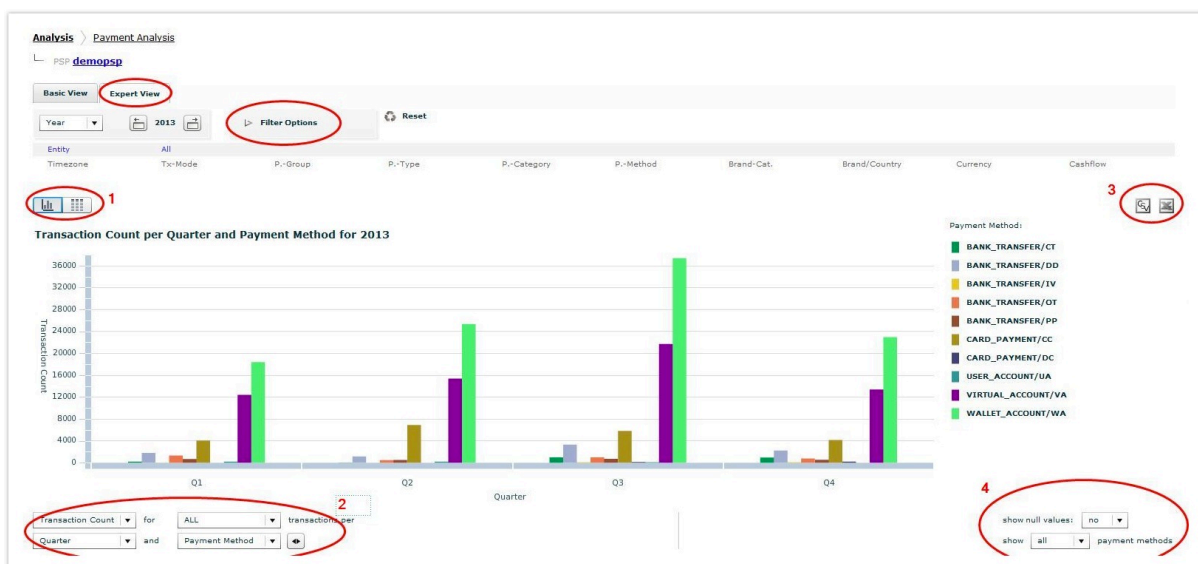 Analysis Payment Analysis
PSP demopsp
Basic View Expert View
Year 2013 Filter Options Reset
Entity All
Timezone Tx-Mode P.-Group P.-Type P.-Category P.-Method Brand-Cat. Brand/Country Currency Cashflow
1
3
CSV
Transaction Count per Quarter and Payment Method for 2013
Payment Method:
BANK_TRANSFER/CT
BANK_TRANSFER/DD
BANK_TRANSFER/IV
BANK_TRANSFER/OT
BANK_TRANSFER/PP
CARD_PAYMENT/CC
CARD_PAYMENT/DC
USER_ACCOUNT/UA
VIRTUAL_ACCOUNT/VA
WALLET_ACCOUNT/WA
Transaction Count
36000
32000
28000
24000
20000
16000
12000
8000
4000
0
Q1 Q2 Q3 Q4
Quarter
2
Transaction Count for ALL transactions per
Quarter and Payment Method
4
show null values: no
show all payment methods